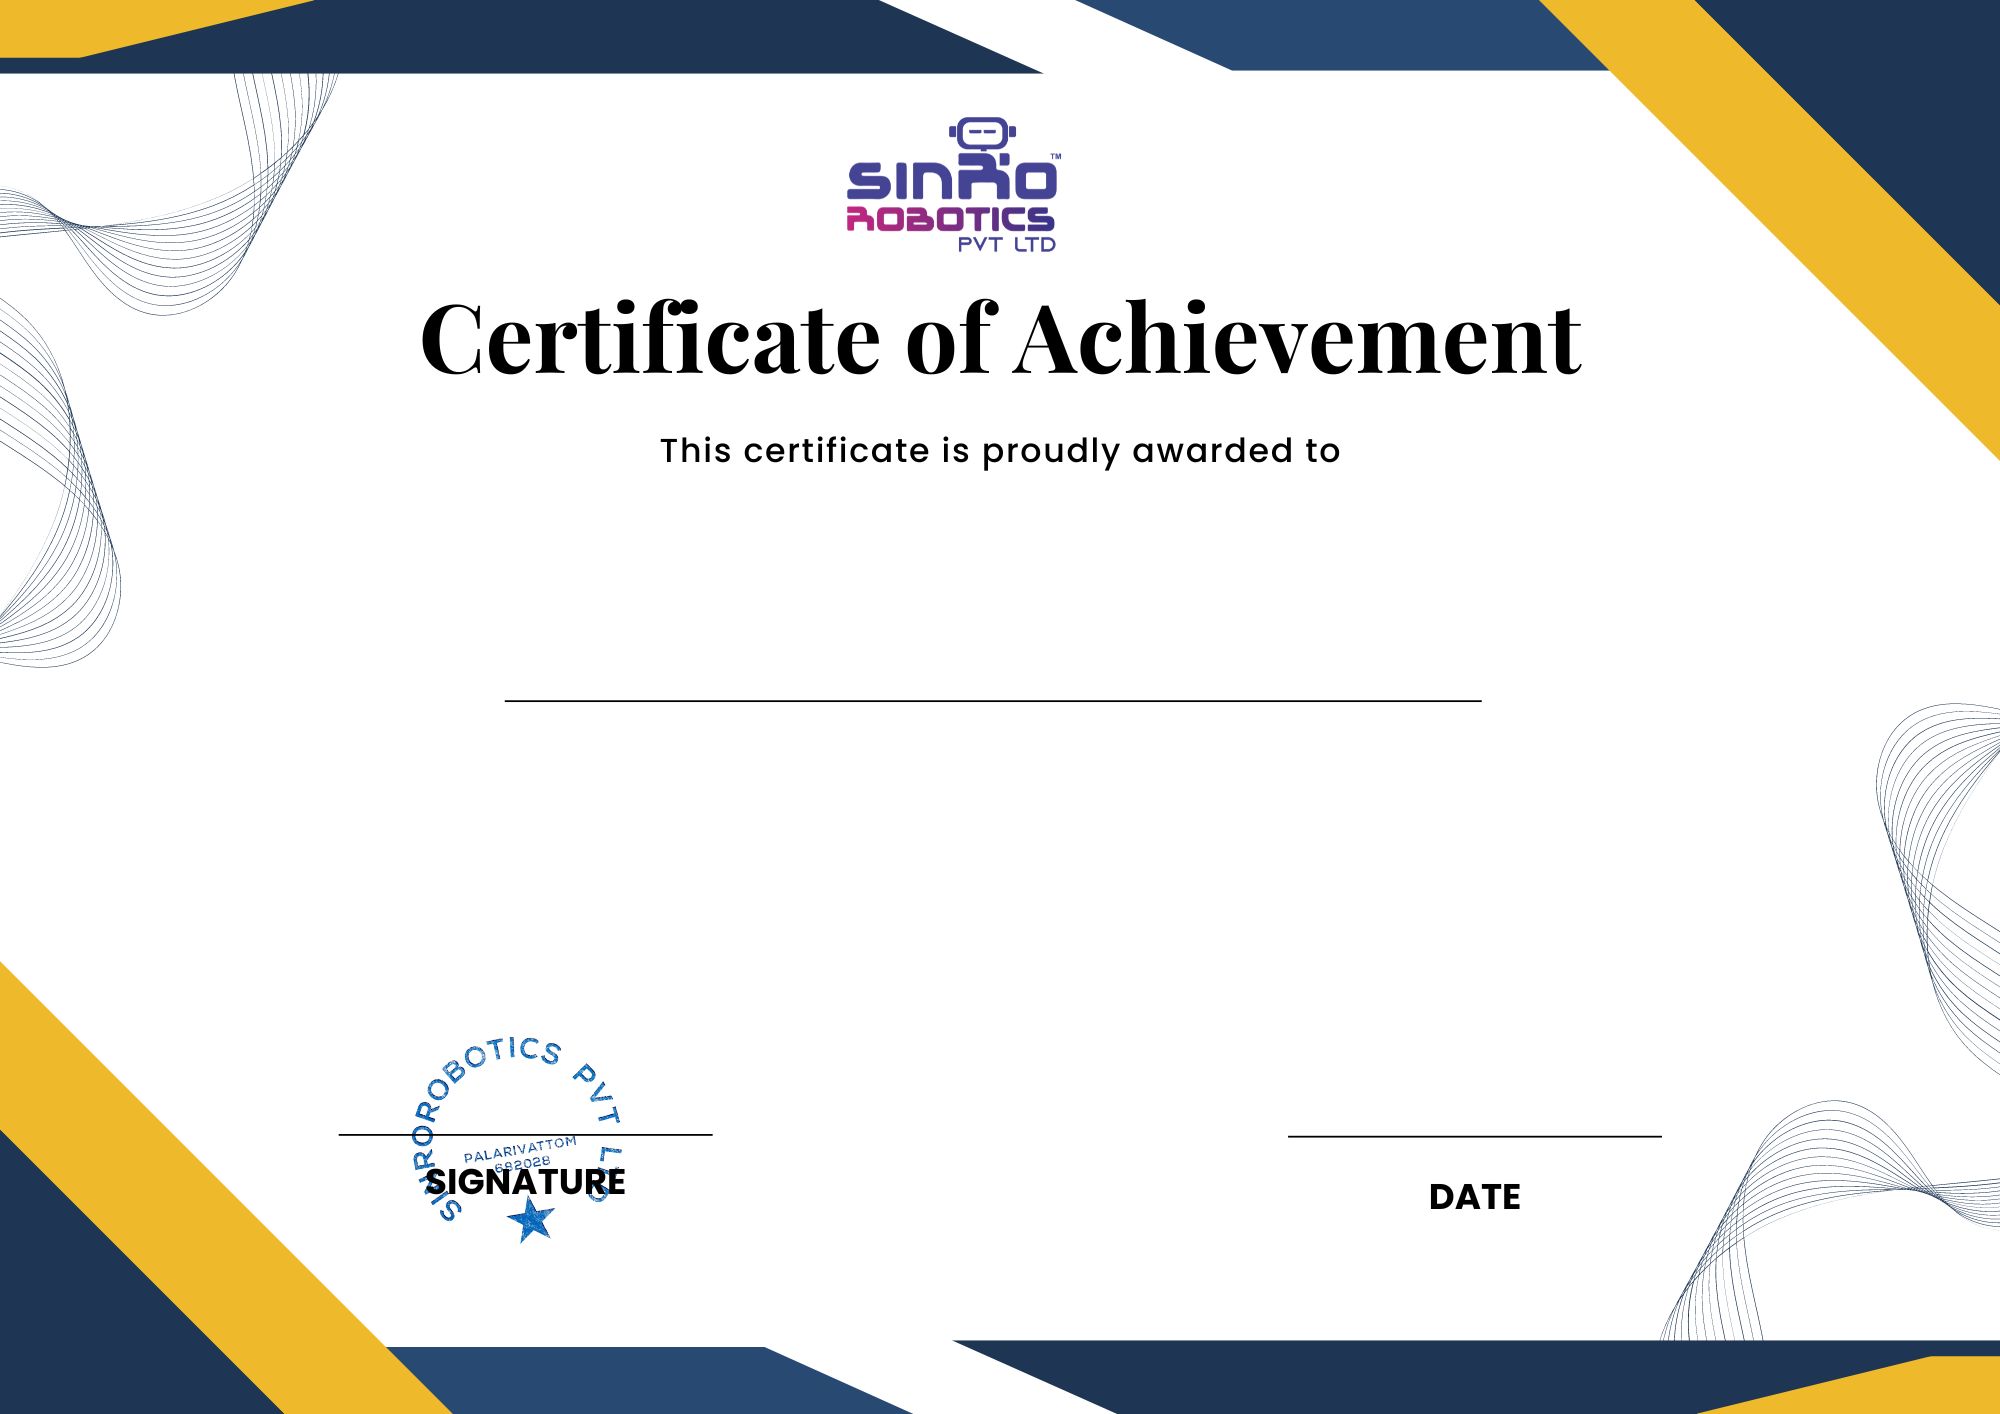 SINRO™
ROBOTICS
PVT LTD
Certificate of Achievement
This certificate is proudly awarded to
SINROROBOTICS PVT LTD
PALARIVATTOM
682028
SIGNATURE
DATE